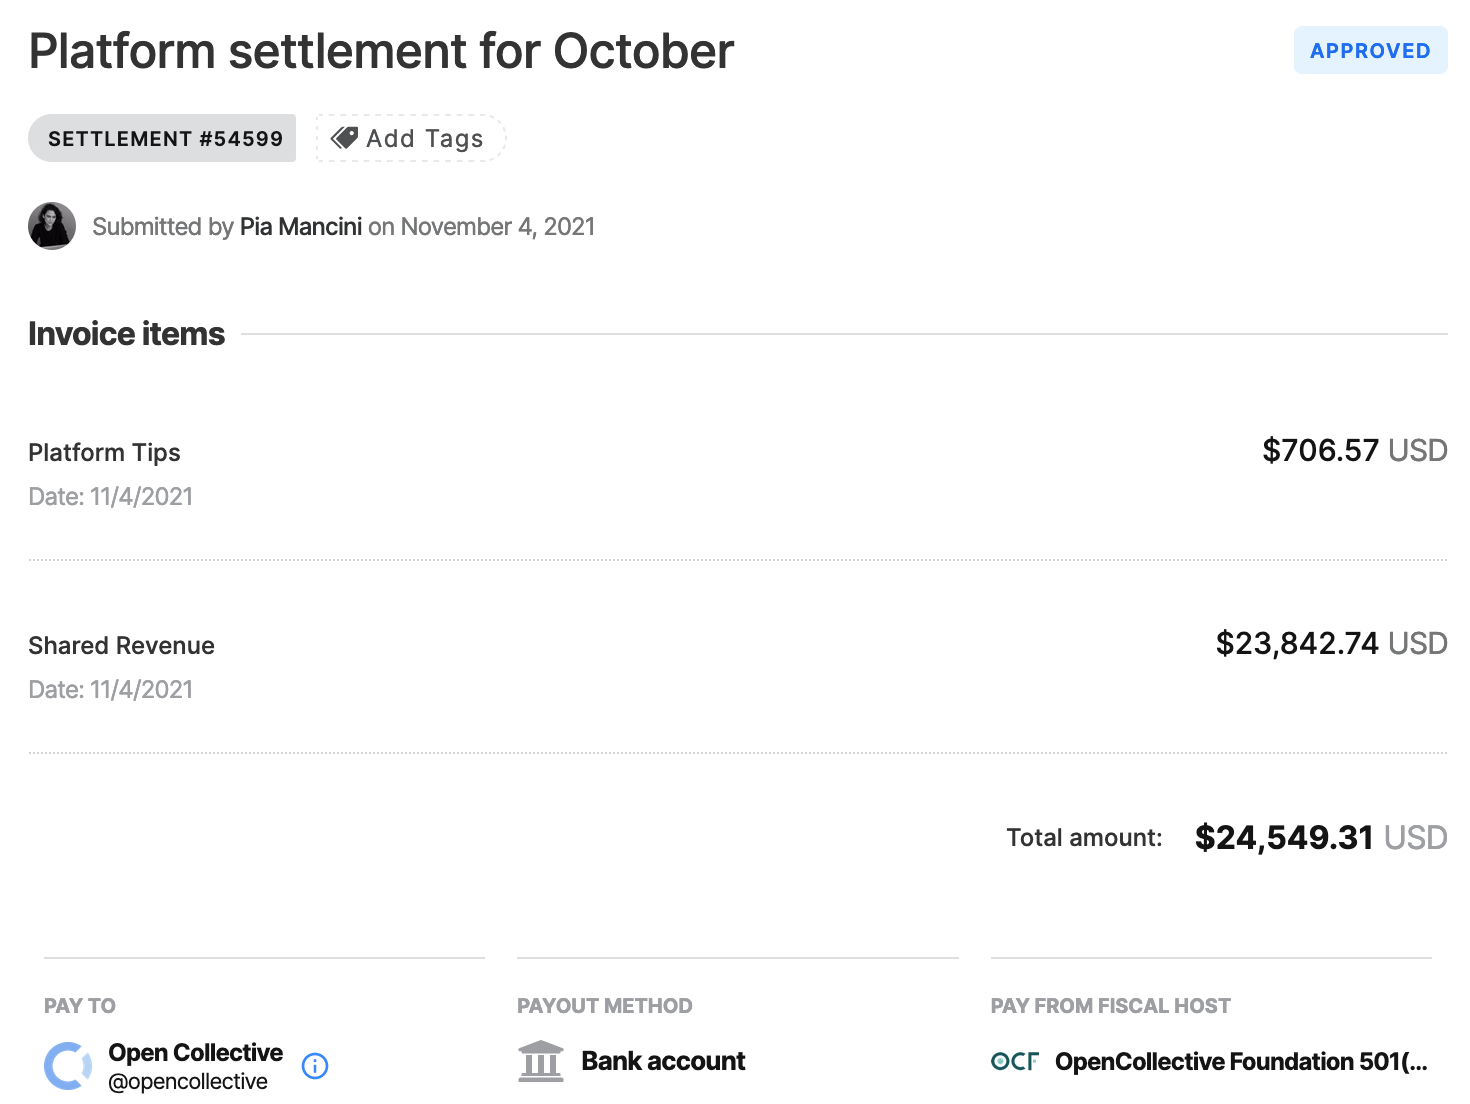 Platform settlement for October
APPROVED
SETTLEMENT #54599
Add Tags
Submitted by Pia Mancini on November 4, 2021
Invoice items
Platform Tips
$706.57 USD
Date: 11/4/2021
Shared Revenue
$23,842.74 USD
Date: 11/4/2021
Total amount: $24,549.31 USD
PAY TO
Open Collective
@opencollective
PAYOUT METHOD
Bank account
PAY FROM FISCAL HOST
OCF OpenCollective Foundation 501(...